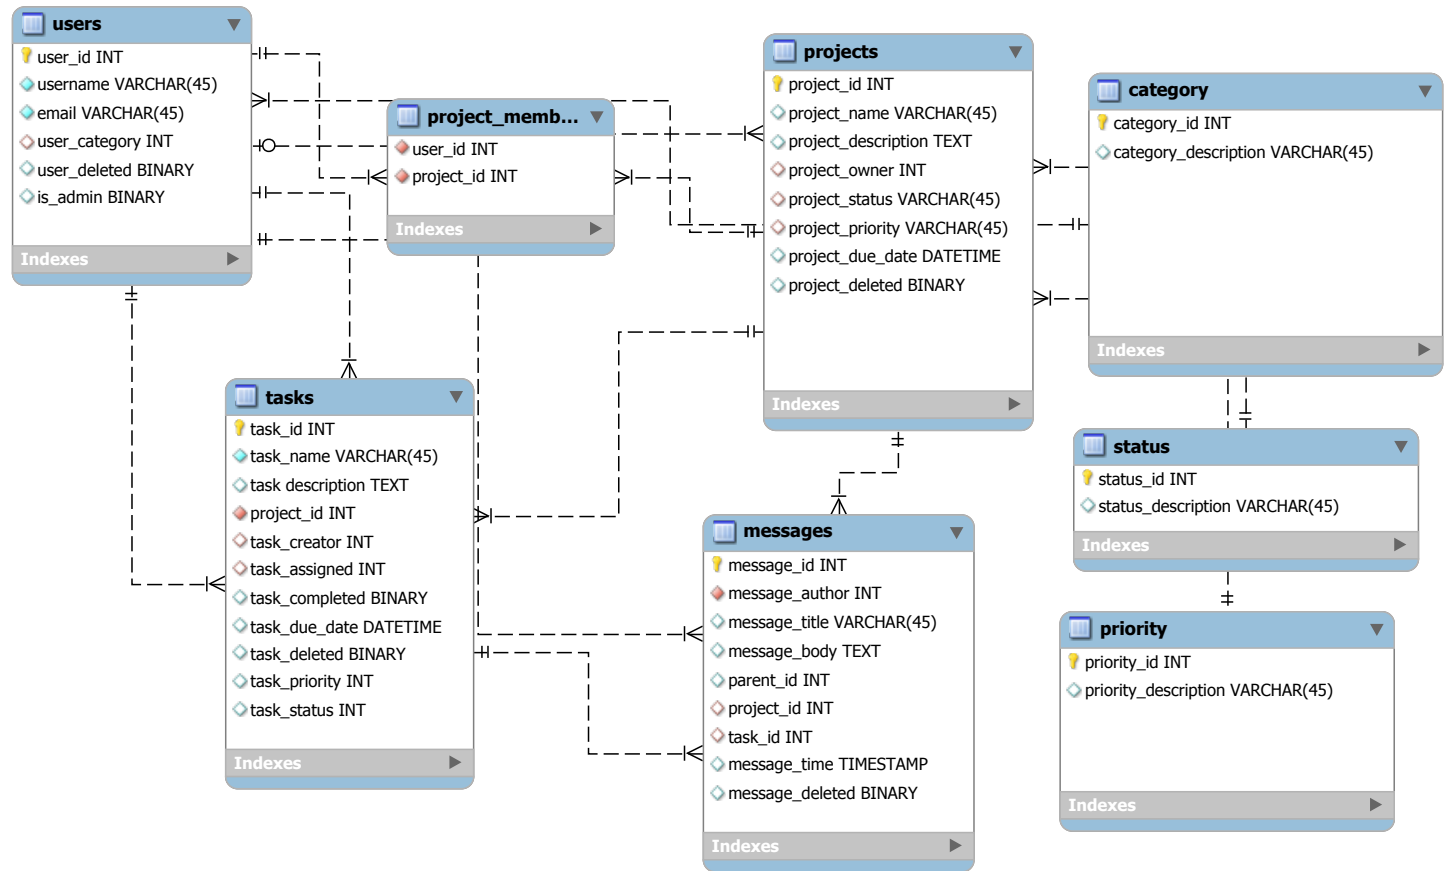 users
user_id INT
username VARCHAR(45)
email VARCHAR(45)
user_category INT
user_deleted BINARY
is_admin BINARY
Indexes
project_memb...
user_id INT
project_id INT
Indexes
projects
project_id INT
project_name VARCHAR(45)
project_description TEXT
project_owner INT
project_status VARCHAR(45)
project_priority VARCHAR(45)
project_due_date DATETIME
project_deleted BINARY
Indexes
category
category_id INT
category_description VARCHAR(45)
Indexes
tasks
task_id INT
task_name VARCHAR(45)
task description TEXT
project_id INT
task_creator INT
task_assigned INT
task_completed BINARY
task_due_date DATETIME
task_deleted BINARY
task_priority INT
task_status INT
Indexes
messages
message_id INT
message_author INT
message_title VARCHAR(45)
message_body TEXT
parent_id INT
project_id INT
task_id INT
message_time TIMESTAMP
message_deleted BINARY
Indexes
status
status_id INT
status_description VARCHAR(45)
Indexes
priority
priority_id INT
priority_description VARCHAR(45)
Indexes